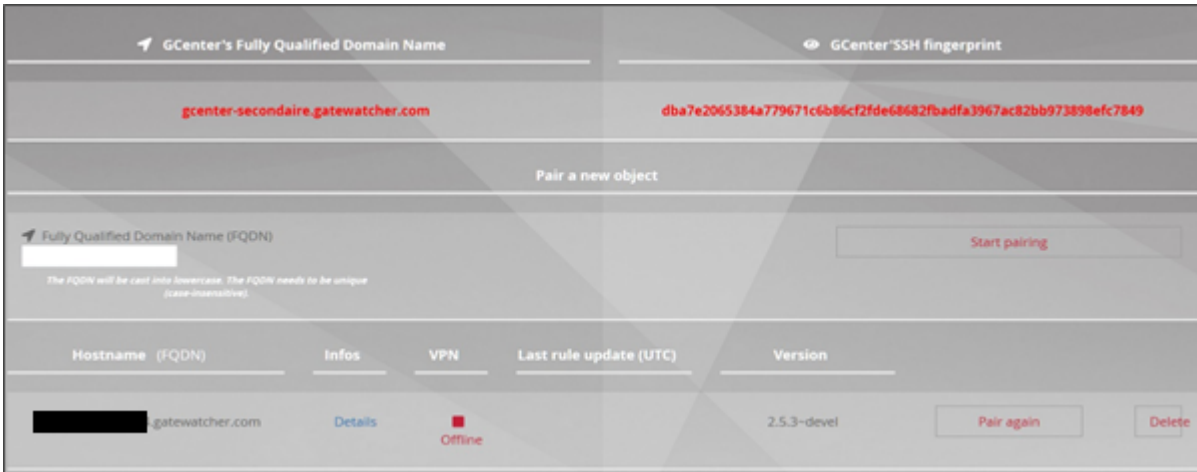 GCenter's Fully Qualified Domain Name
GCenter'SSH fingerprint
gcenter-secondaire.gatewatcher.com
dba7e2065384a779671c6b86cf2fde68682fbadfa3967ac82bb973898efc7849
Pair a new object
Fully Qualified Domain Name (FQDN)
Start pairing
The FQDN will be cast into lowercase. The FQDN needs to be unique
(case-insensitive).
Hostname (FQDN) Infos VPN Last rule update (UTC) Version
.gatewatcher.com Details 2.5.3~devel Pair again Delete
Offline